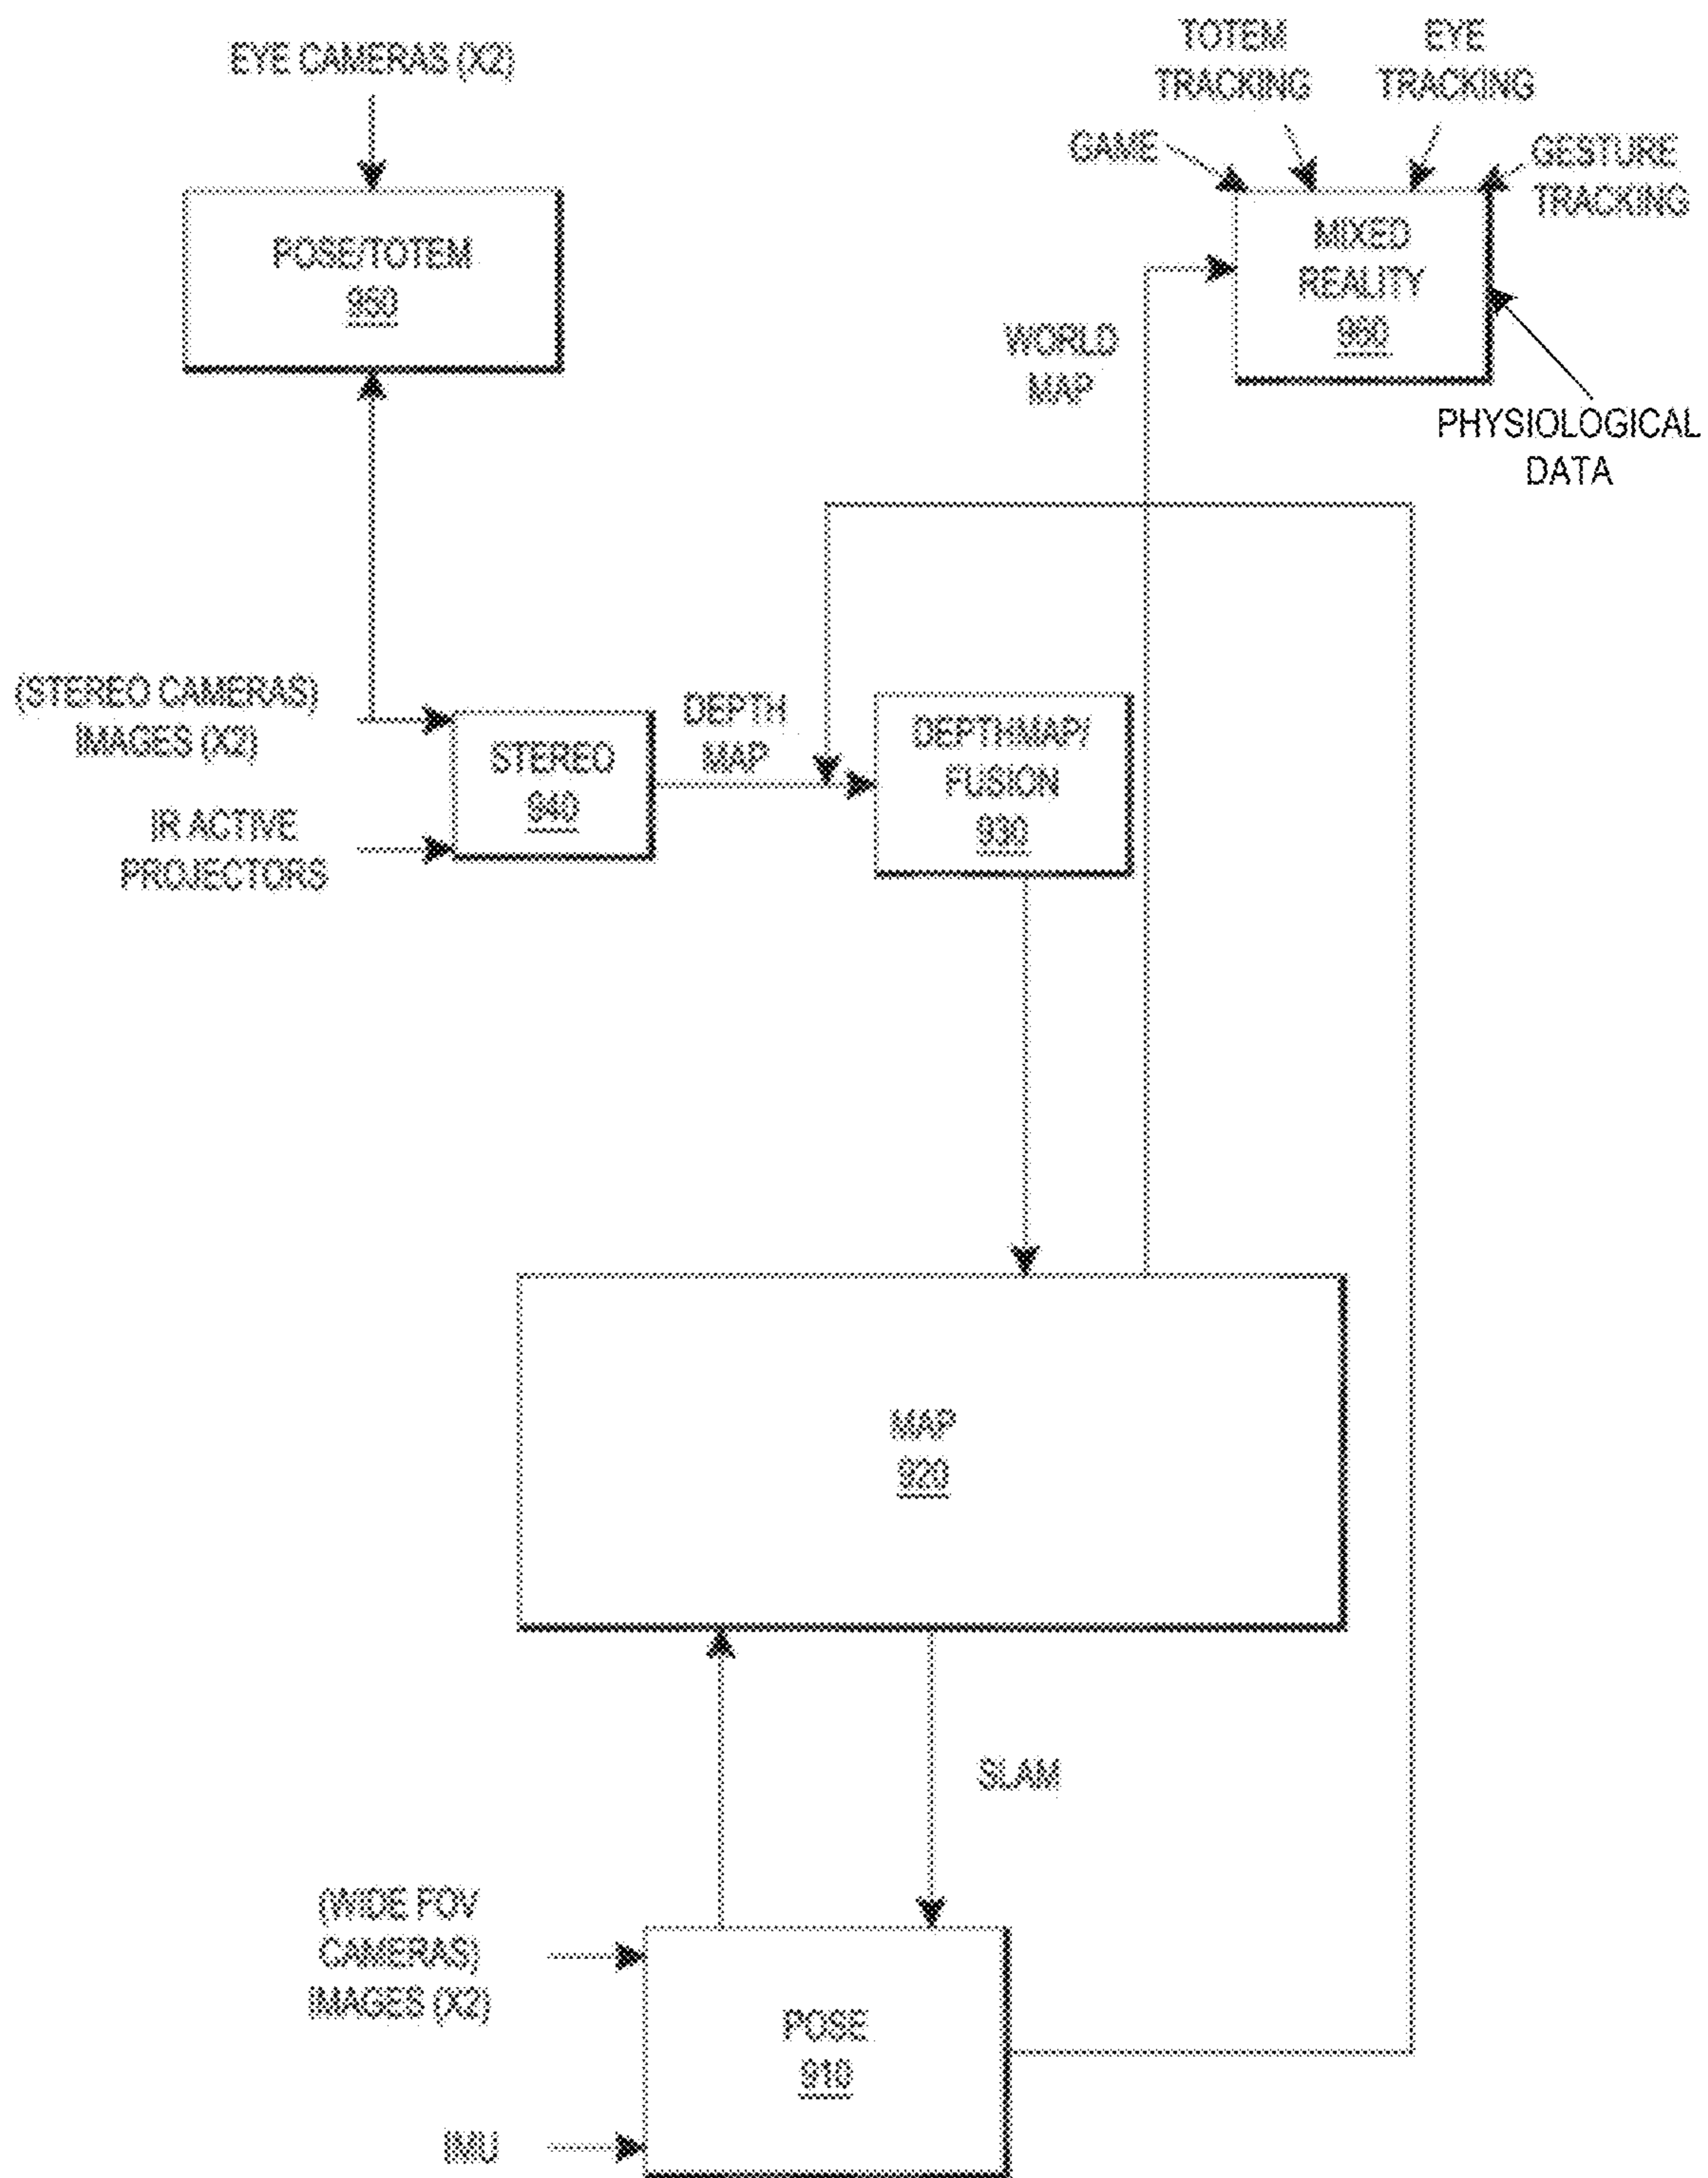 EYE CAMERAS (X2)
TOTEM
TRACKING
EYE
TRACKING
GAME
GESTURE
TRACKING
POSE/TOTEM
950
MIXED
REALITY
960
WORLD
MAP
PHYSIOLOGICAL
DATA
(STEREO CAMERAS)
IMAGES (X2)
IR ACTIVE
PROJECTORS
STEREO
940
DEPTH
MAP
DEPTHMAP/
FUSION
930
MAP
920
SLAM
(WIDE FOV
CAMERAS)
IMAGES (X2)
POSE
910
IMU